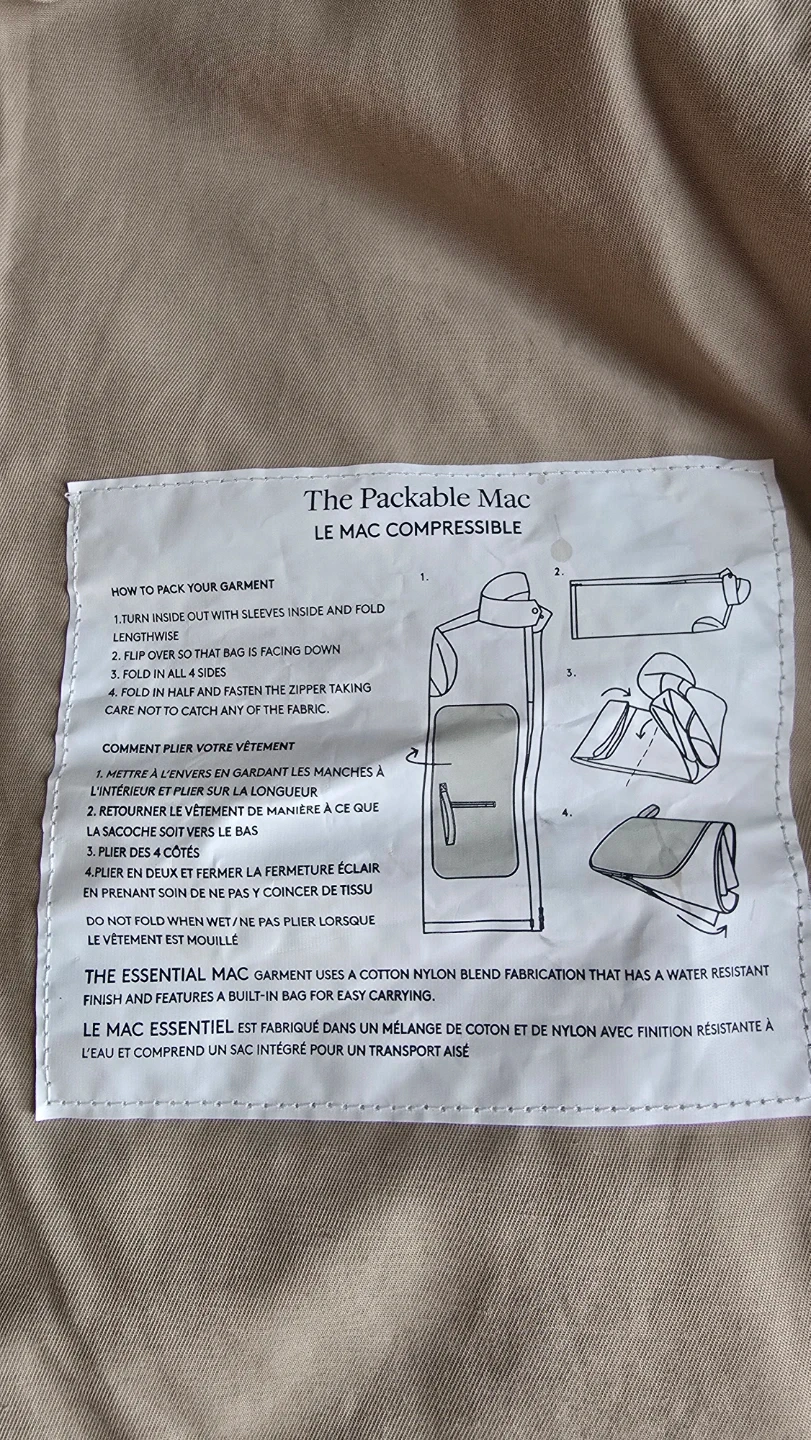 The Packable Mac
LE MAC COMPRESSIBLE
HOW TO PACK YOUR GARMENT
1.TURN INSIDE OUT WITH SLEEVES INSIDE AND FOLD
LENGTHWISE
2. FLIP OVER SO THAT BAG IS FACING DOWN
3. FOLD IN ALL 4 SIDES
4. FOLD IN HALF AND FASTEN THE ZIPPER TAKING
CARE NOT TO CATCH ANY OF THE FABRIC.
COMMENT PLIER VOTRE VÊTEMENT
1. METTRE À L'ENVERS EN GARDANT LES MANCHES À
L'INTÉRIEUR ET PLIER SUR LA LONGUEUR
2. RETOURNER LE VÊTEMENT DE MANIÈRE À CE QUE
LA SACOCHE SOIT VERS LE BAS
3. PLIER DES 4 CÔTÉS
4.PLIER EN DEUX ET FERMER LA FERMETURE ÉCLAIR
EN PRENANT SOIN DE NE PAS Y COINCER DE TISSU
DO NOT FOLD WHEN WET/NE PAS PLIER LORSQUE
LE VÊTEMENT EST MOUILLÉ
1.
2.
3.
4.
THE ESSENTIAL MAC GARMENT USES A COTTON NYLON BLEND FABRICATION THAT HAS A WATER RESISTANT
FINISH AND FEATURES A BUILT-IN BAG FOR EASY CARRYING.
LE MAC ESSENTIEL EST FABRIQUÉ DANS UN MÉLANGE DE COTON ET DE NYLON AVEC FINITION RÉSISTANTE À
L'EAU ET COMPREND UN SAC INTÉGRÉ POUR UN TRANSPORT AISÉ